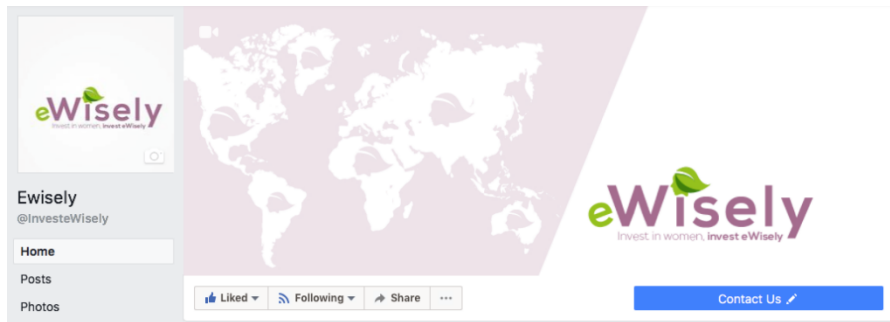 eWisely
Invest in women, invest eWisely
Ewisely
@InvesteWisely
Home
Posts
Photos
eWisely
Invest in women, invest eWisely
Liked
Following
Share
...
Contact Us